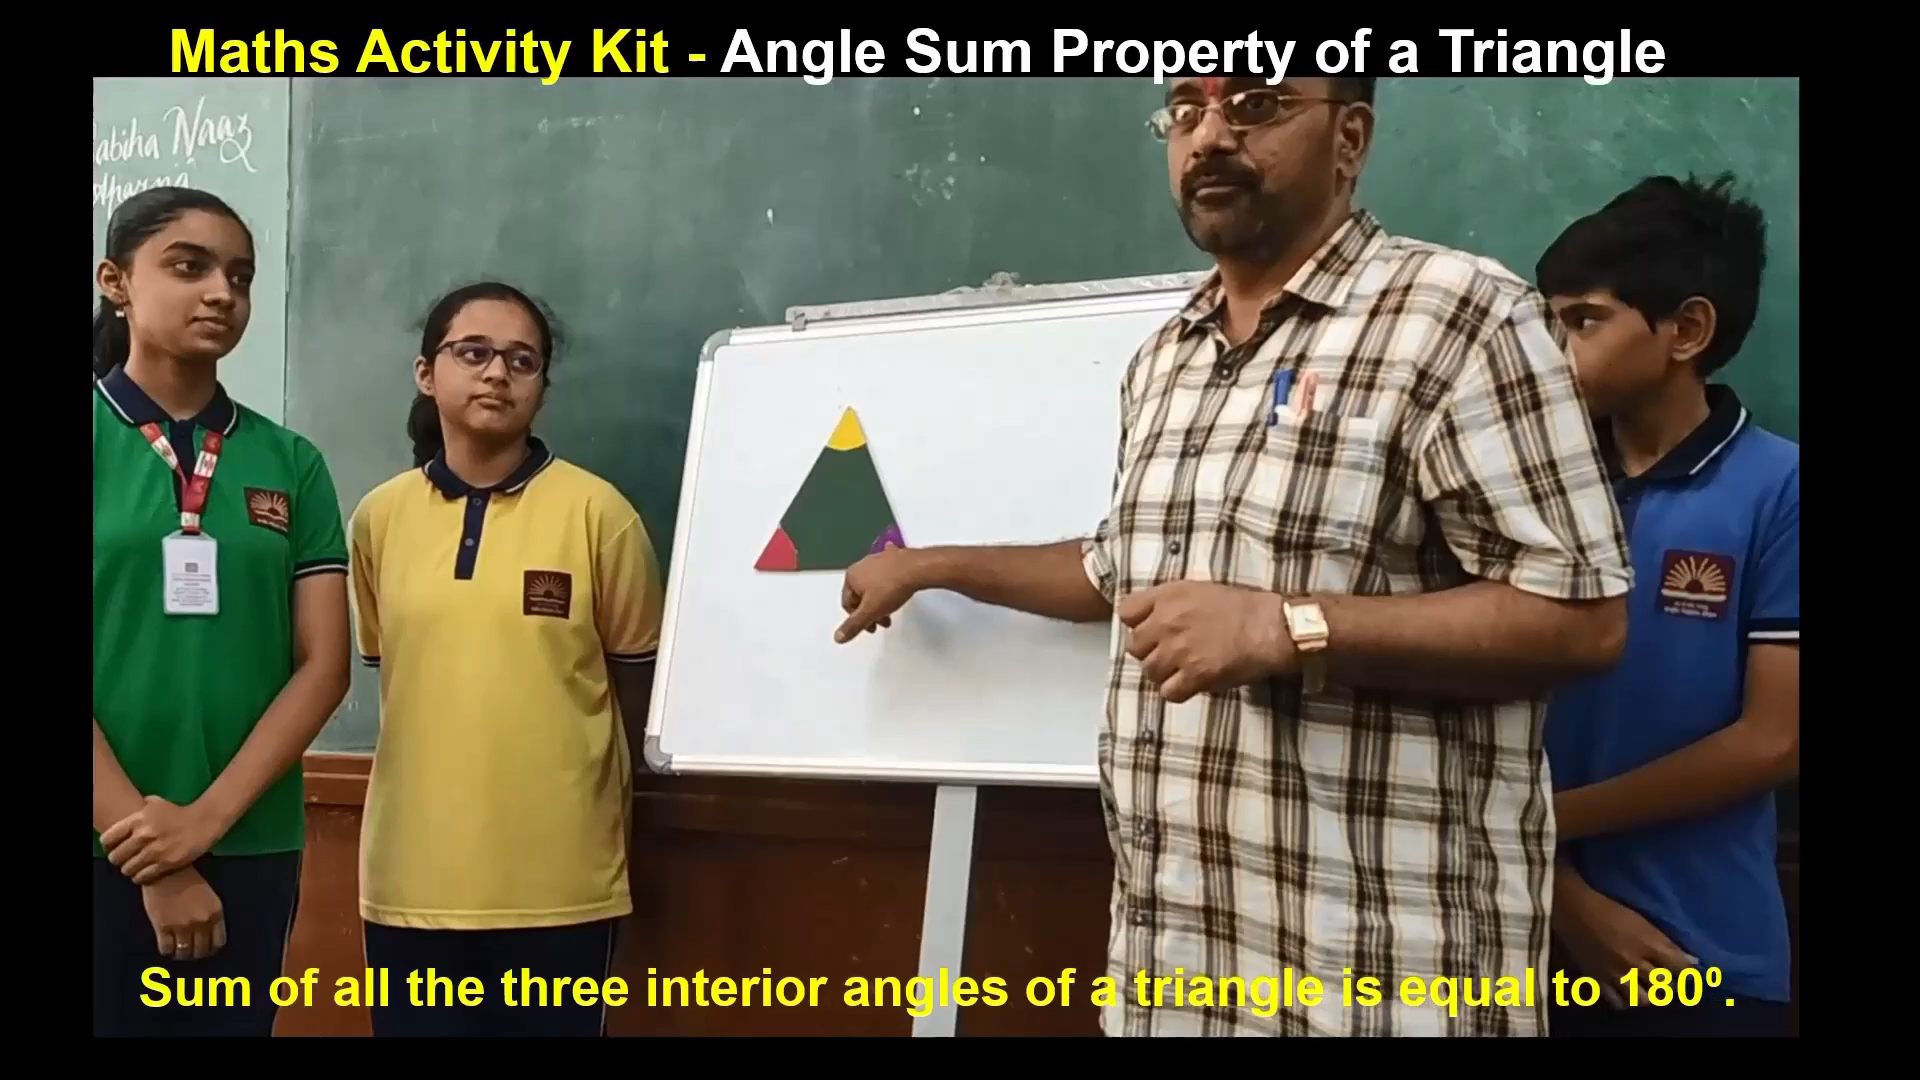 Maths Activity Kit - Angle Sum Property of a Triangle
abiha Naaz
Sum of all the three interior angles of a triangle is equal to 180⁰.